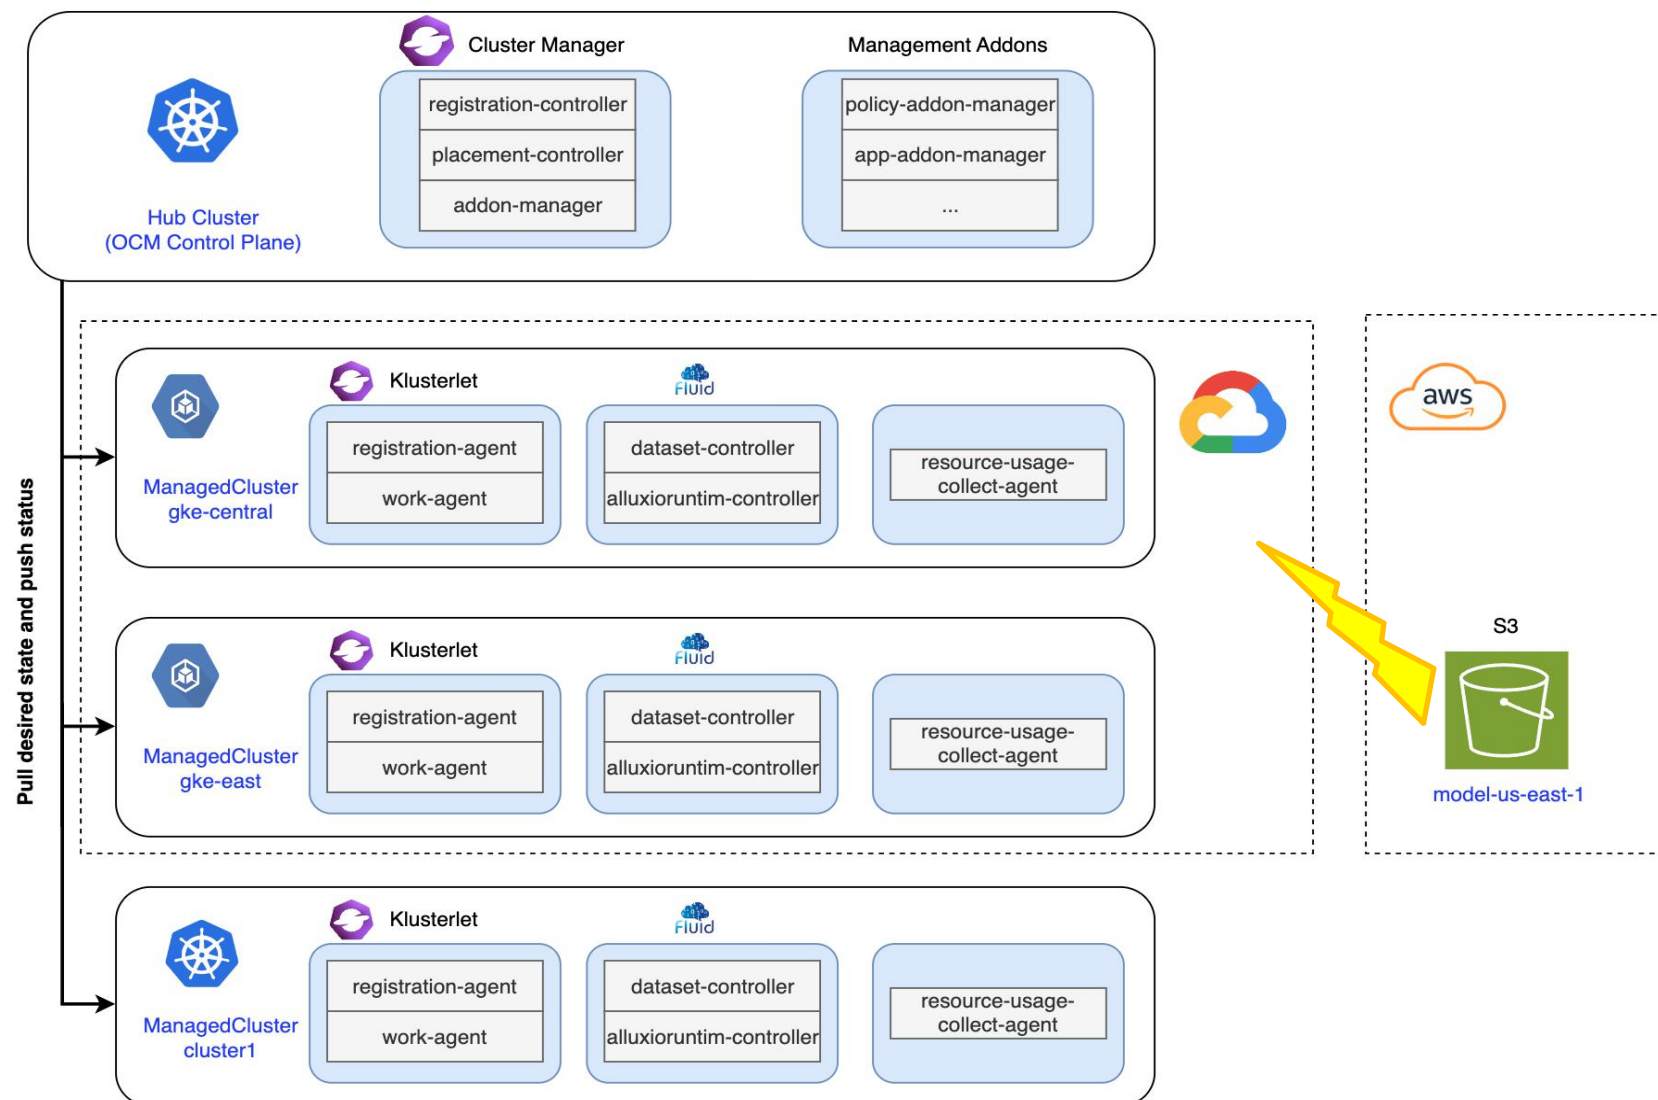 Cluster Manager
Management Addons
registration-controller
placement-controller
addon-manager
policy-addon-manager
app-addon-manager
...
Hub Cluster
(OCM Control Plane)
Pull desired state and push status
Klusterlet
Fluid
registration-agent
work-agent
dataset-controller
alluxioruntim-controller
resource-usage-
collect-agent
ManagedCluster
gke-central
aws
Klusterlet
Fluid
registration-agent
work-agent
dataset-controller
alluxioruntim-controller
resource-usage-
collect-agent
ManagedCluster
gke-east
S3
model-us-east-1
Klusterlet
Fluid
registration-agent
work-agent
dataset-controller
alluxioruntim-controller
resource-usage-
collect-agent
ManagedCluster
cluster1